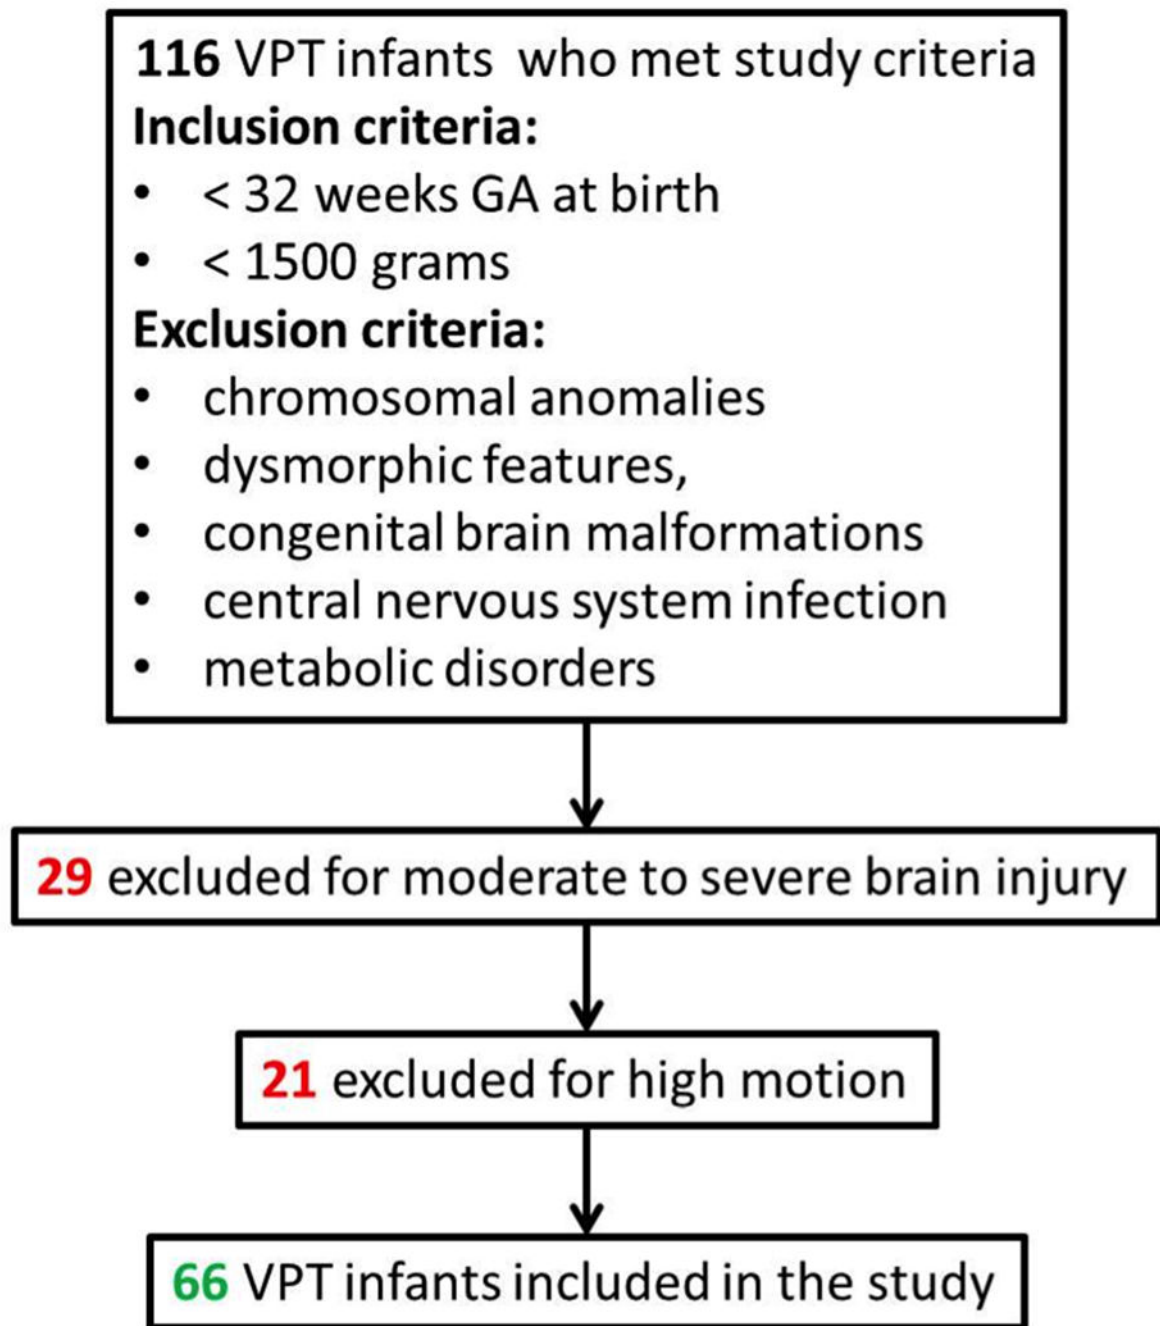 116 VPT infants who met study criteria
Inclusion criteria:
• < 32 weeks GA at birth
• < 1500 grams
Exclusion criteria:
• chromosomal anomalies
• dysmorphic features,
• congenital brain malformations
• central nervous system infection
• metabolic disorders
29 excluded for moderate to severe brain injury
21 excluded for high motion
66 VPT infants included in the study